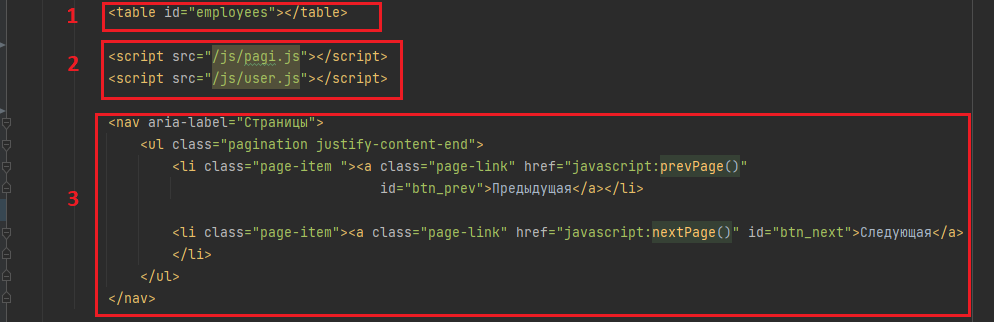 1 <table id="employees"></table>
2 <script src="/js/pagi.js"></script>
<script src="/js/user.js"></script>
3 <nav aria-label="Страницы">
<ul class="pagination justify-content-end">
<li class="page-item "><a class="page-link" href="javascript:prevPage()"
id="btn_prev">Предыдущая</a></li>
<li class="page-item"><a class="page-link" href="javascript:nextPage()" id="btn_next">Следующая</a>
</li>
</ul>
</nav>